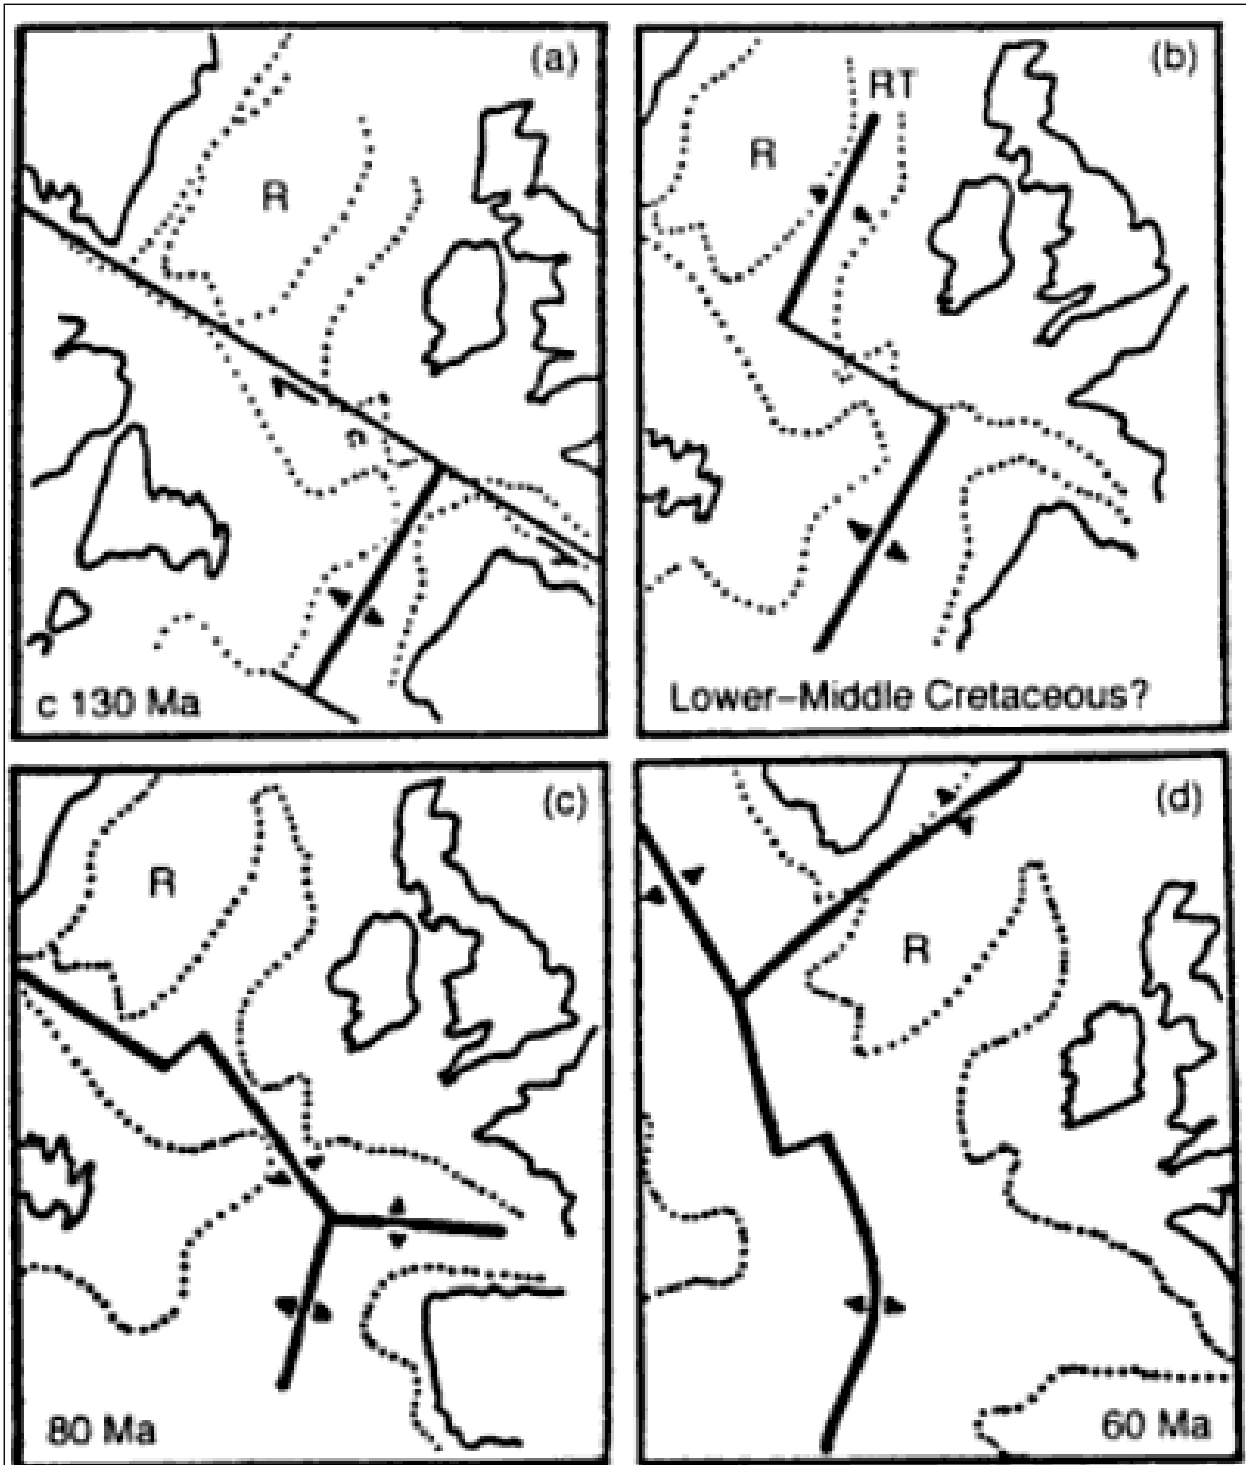 (a)
R
c 130 Ma
(b)
RT
R
Lower–Middle Cretaceous?
(c)
R
80 Ma
(d)
R
60 Ma